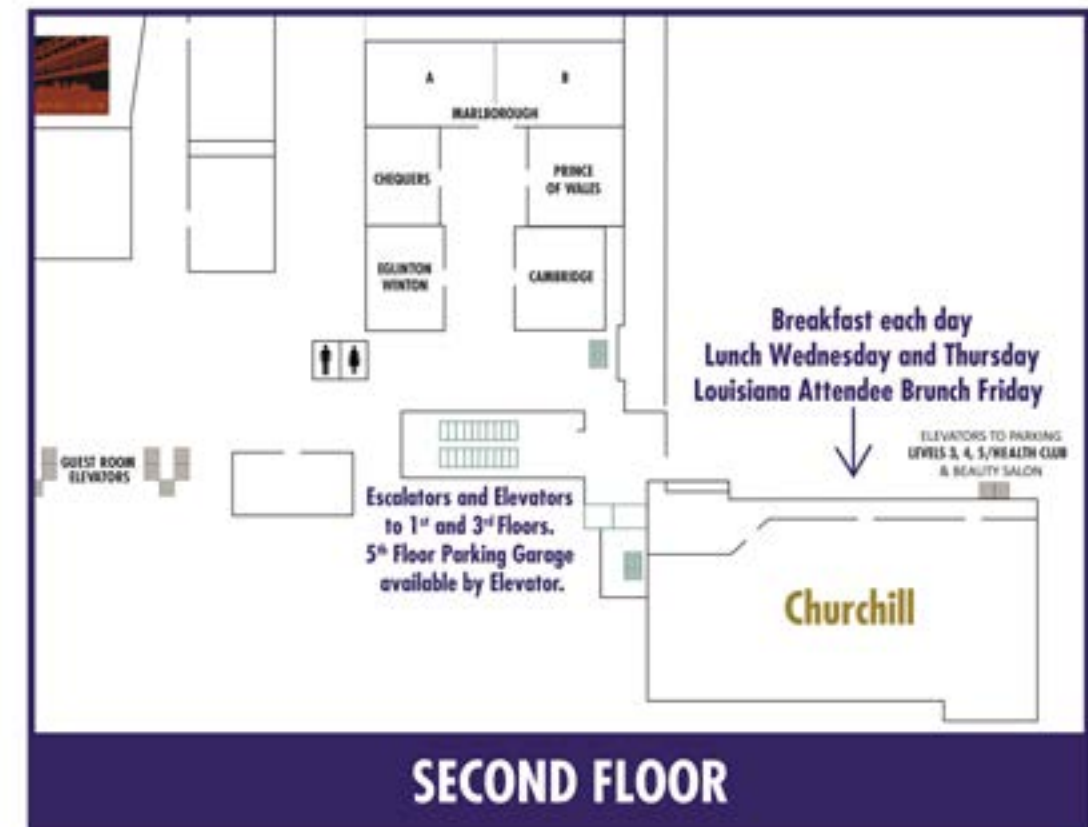 A
B
MARLBOROUGH
CHEQUERS
PRINCE
OF WALES
EGLINTON
WINTON
CAMBRIDGE
Breakfast each day
Lunch Wednesday and Thursday
Louisiana Attendee Brunch Friday
ELEVATORS TO PARKING
LEVELS 3, 4, 5/HEALTH CLUB
& BEAUTY SALON
GUEST ROOM
ELEVATORS
Escalators and Elevators
to 1st and 3rd Floors.
5th Floor Parking Garage
available by Elevator.
Churchill
SECOND FLOOR